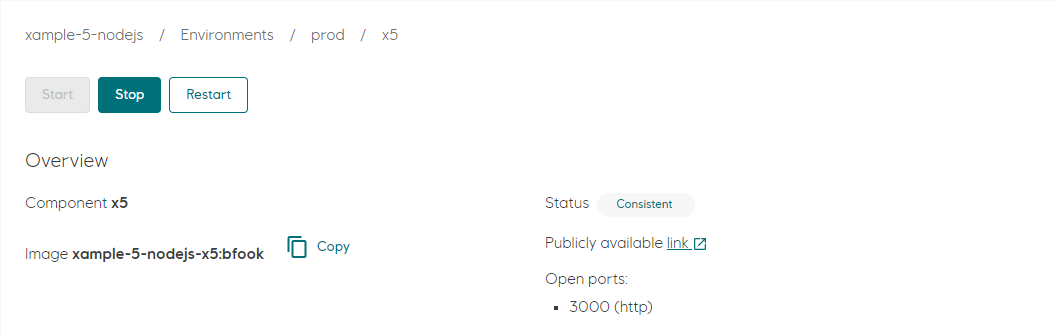 xample-5-nodejs / Environments / prod / x5
Start Stop Restart
Overview
Component x5
Image xample-5-nodejs-x5:bfook Copy
Status Consistent
Publicly available link
Open ports:
▪ 3000 (http)